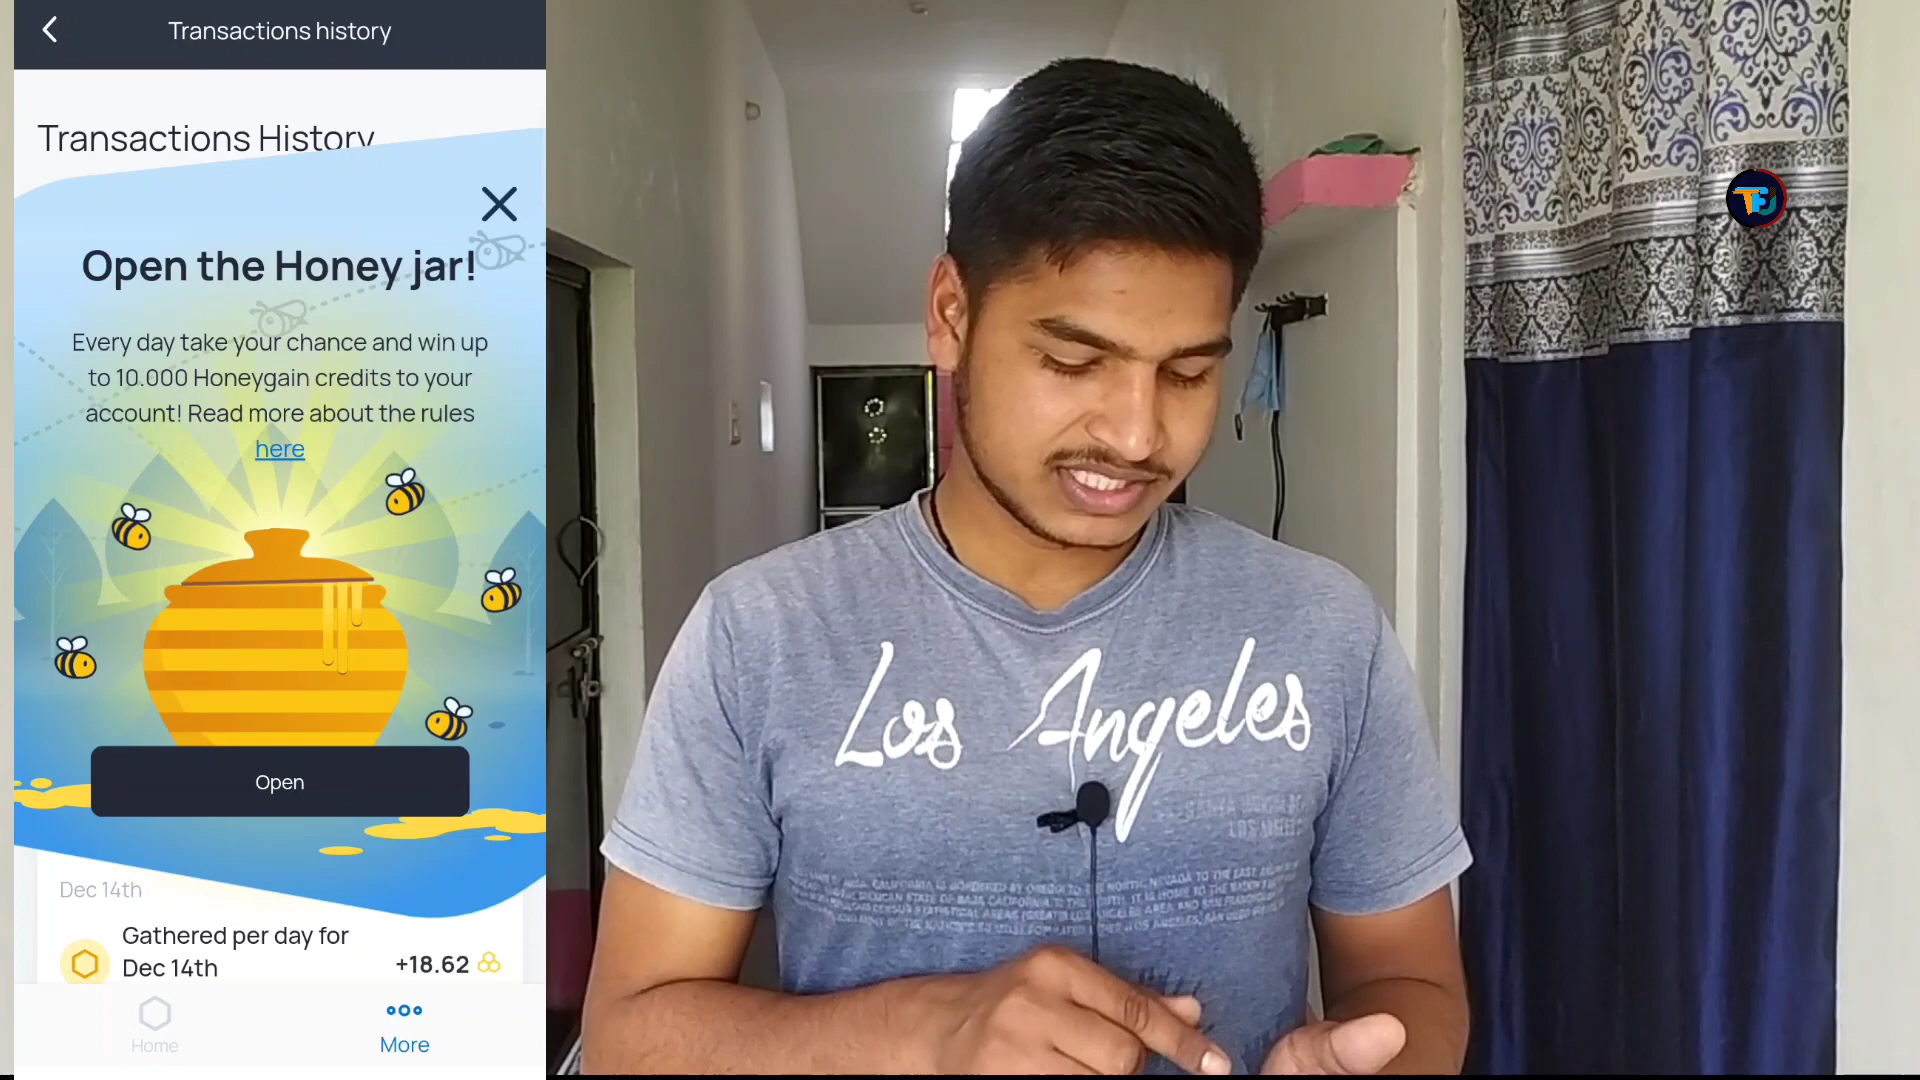 Transactions history
Transactions History
Open the Honey jar!
Every day take your chance and win up
to 10.000 Honeygain credits to your
account! Read more about the rules
here
Open
Dec 14th
Gathered per day for
Dec 14th
+18.62
Home
More
Los Angeles
LOS ANGELES